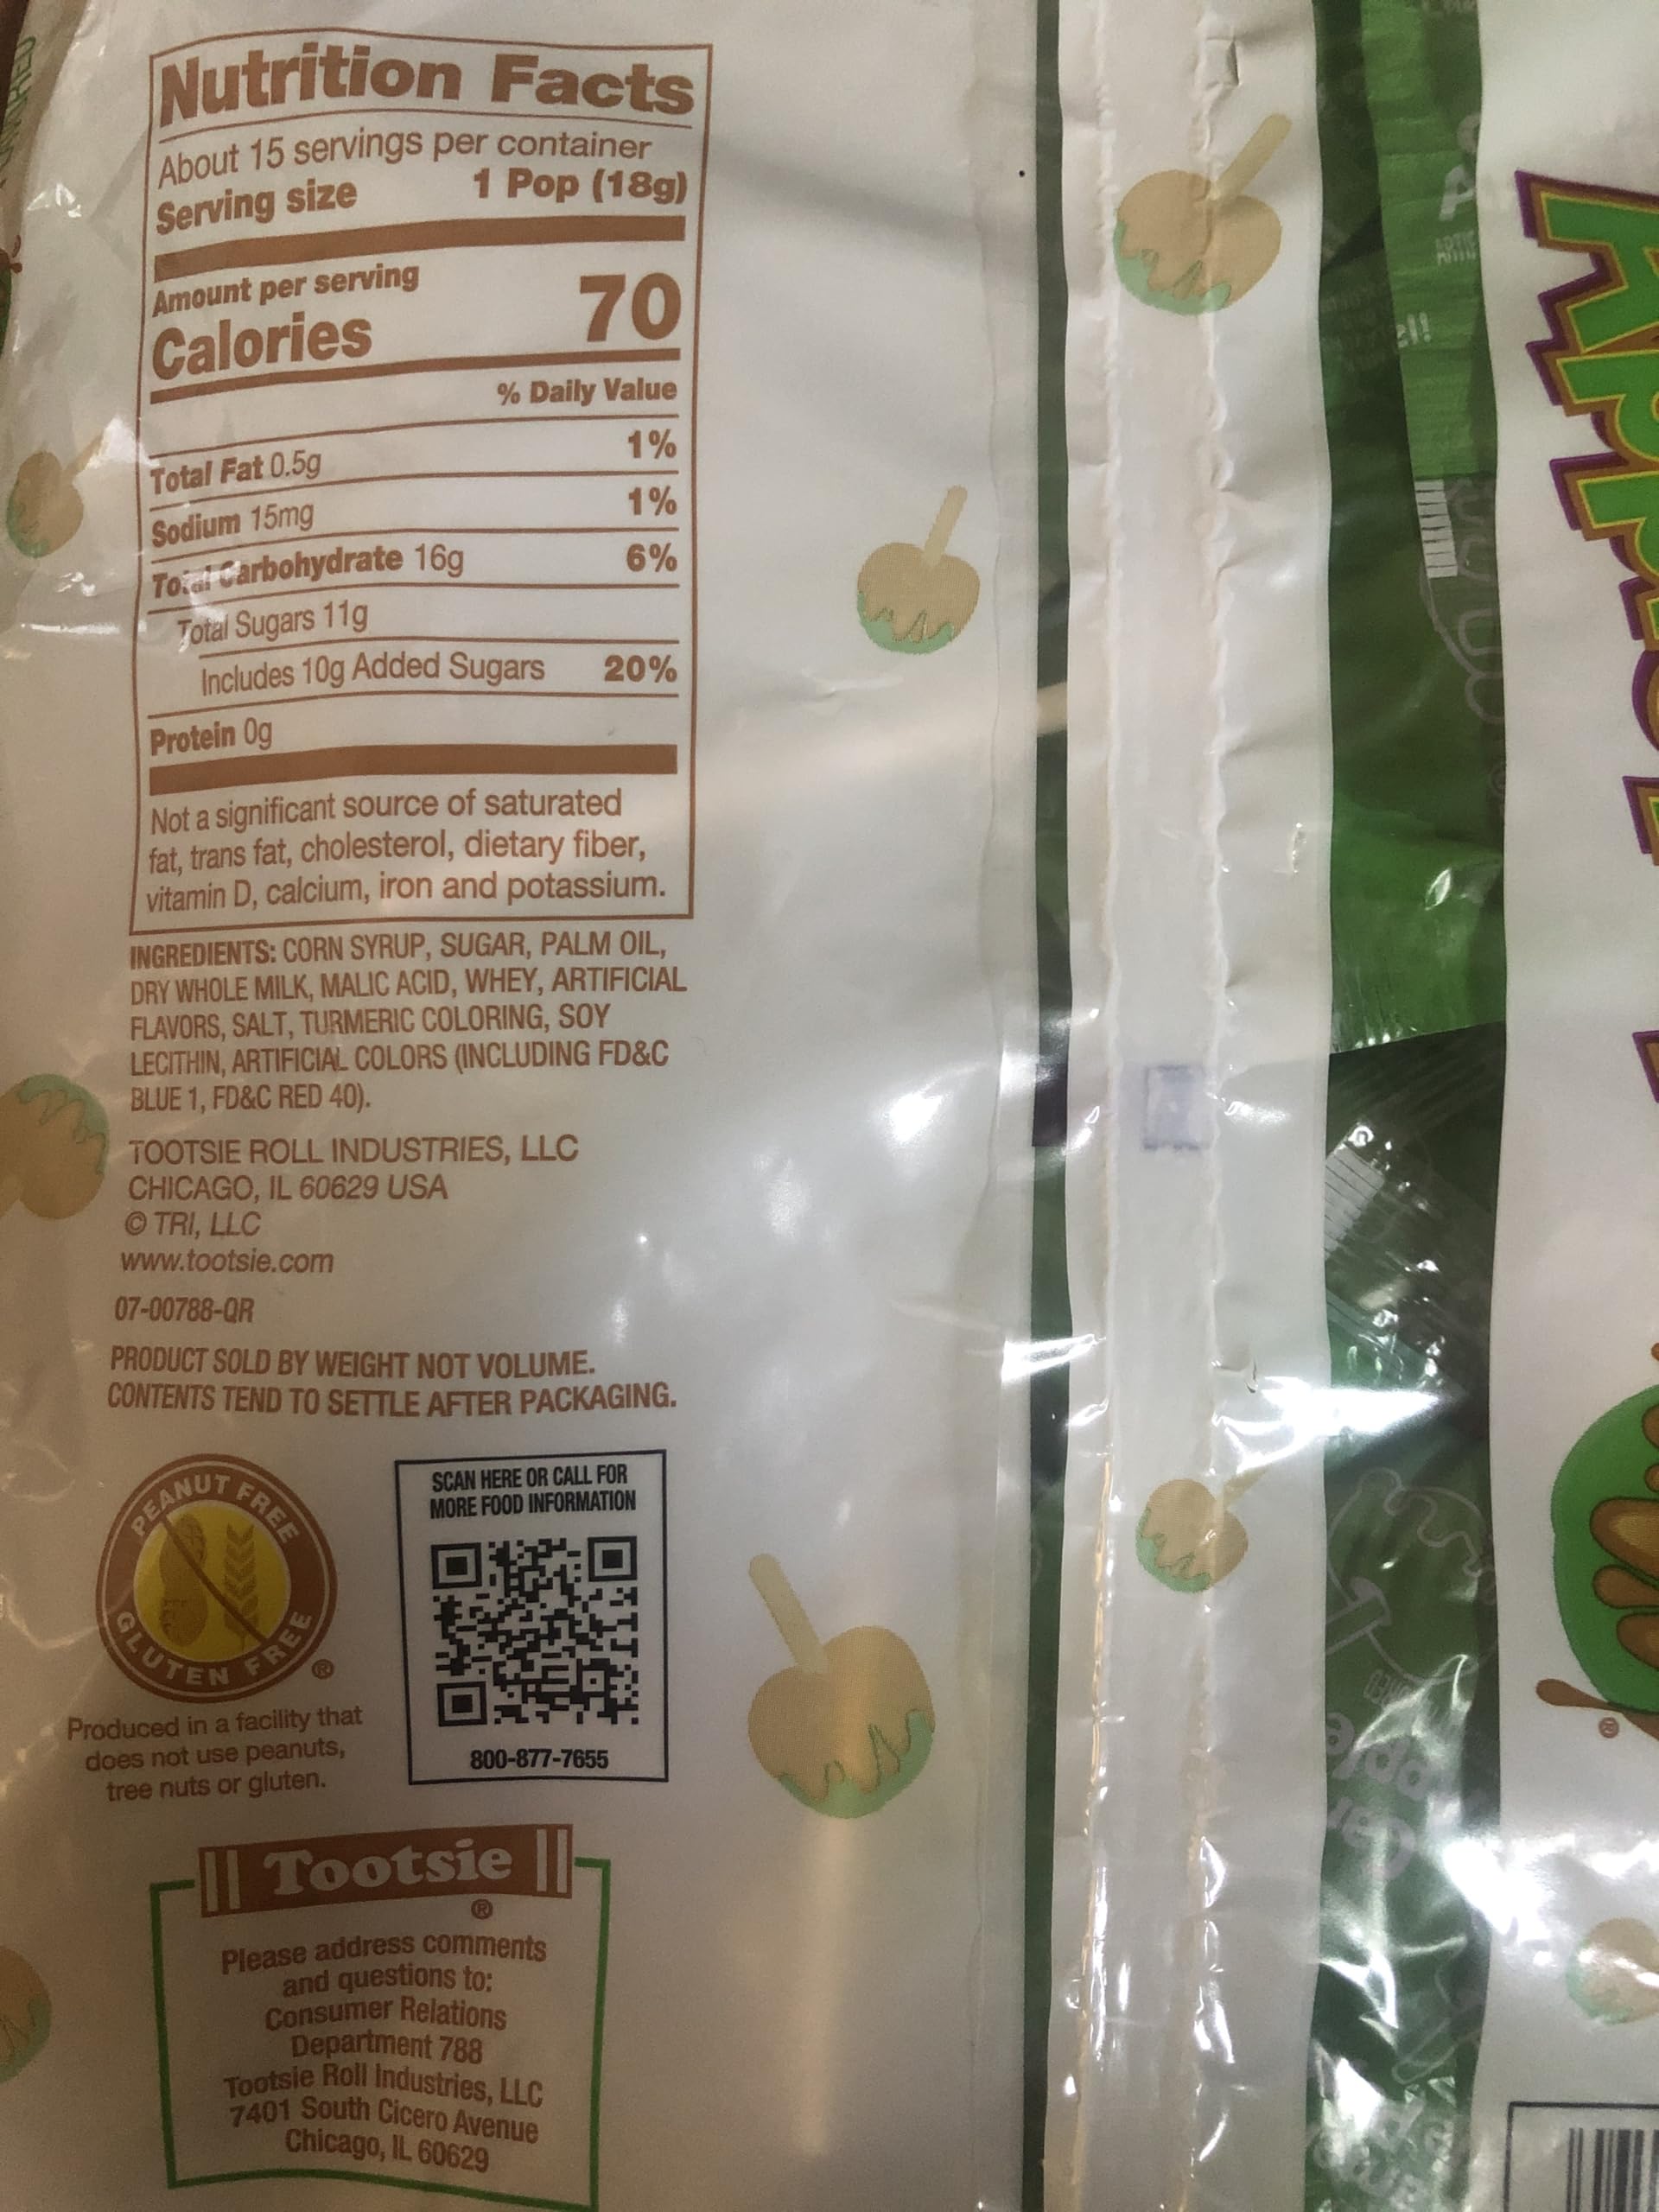 Nutrition Facts
About 15 servings per container
Serving size 1 Pop (18g)
Amount per serving
Calories 70
% Daily Value
Total Fat 0.5g 1%
Sodium 15mg 1%
Total Carbohydrate 16g 6%
Total Sugars 11g
Includes 10g Added Sugars 20%
Protein 0g
Not a significant source of saturated
fat, trans fat, cholesterol, dietary fiber,
vitamin D, calcium, iron and potassium.
INGREDIENTS: CORN SYRUP, SUGAR, PALM OIL,
DRY WHOLE MILK, MALIC ACID, WHEY, ARTIFICIAL
FLAVORS, SALT, TURMERIC COLORING, SOY
LECITHIN, ARTIFICIAL COLORS (INCLUDING FD&C
BLUE 1, FD&C RED 40).
TOOTSIE ROLL INDUSTRIES, LLC
CHICAGO, IL 60629 USA
© TRI, LLC
www.tootsie.com
07-00788-QR
PRODUCT SOLD BY WEIGHT NOT VOLUME.
CONTENTS TEND TO SETTLE AFTER PACKAGING.
PEANUT FREE
GLUTEN FREE ®
Produced in a facility that
does not use peanuts,
tree nuts or gluten.
SCAN HERE OR CALL FOR
MORE FOOD INFORMATION
800-877-7655
Tootsie
®
Please address comments
and questions to:
Consumer Relations
Department 788
Tootsie Roll Industries, LLC
7401 South Cicero Avenue
Chicago, IL 60629
®